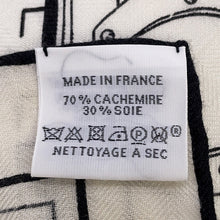 MADE IN FRANCE
70 % CACHEMIRE
30 % SOIE
®
NETTOYAGE A SEC